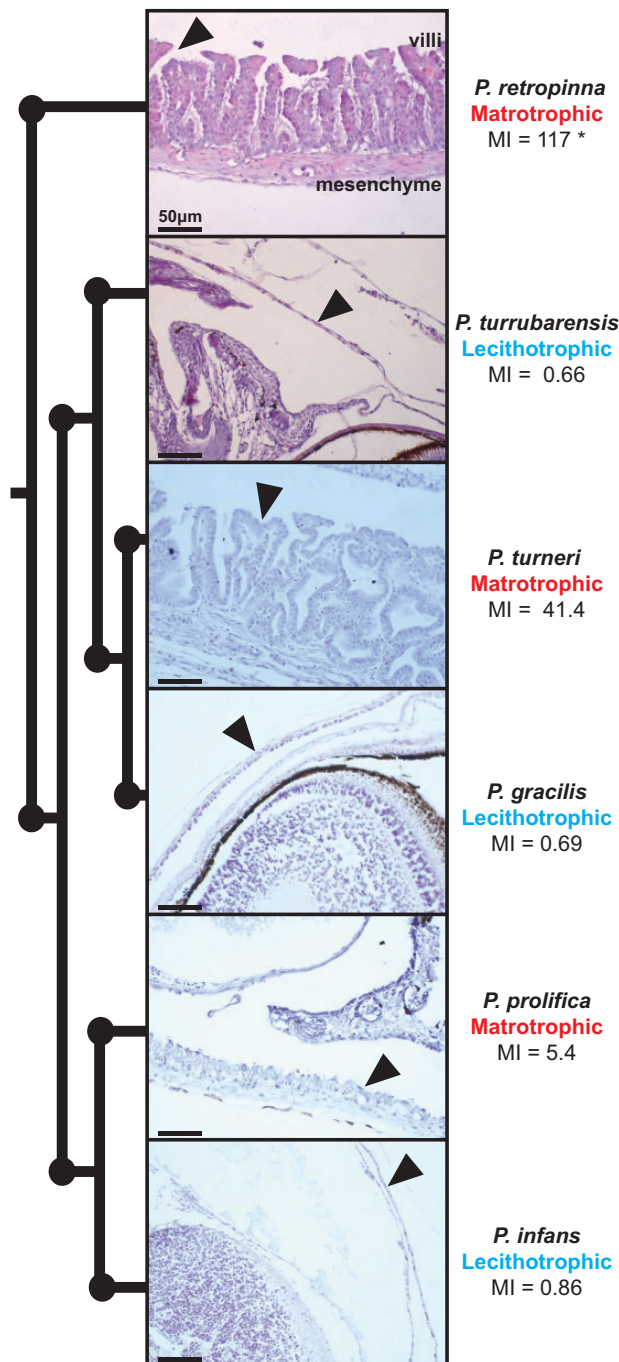 villi
mesenchyme
50µm
P. retropinna
Matrotrophic
MI = 117 *
P. turrubarensis
Lecithotrophic
MI = 0.66
P. turneri
Matrotrophic
MI = 41.4
P. gracilis
Lecithotrophic
MI = 0.69
P. prolifica
Matrotrophic
MI = 5.4
P. infans
Lecithotrophic
MI = 0.86